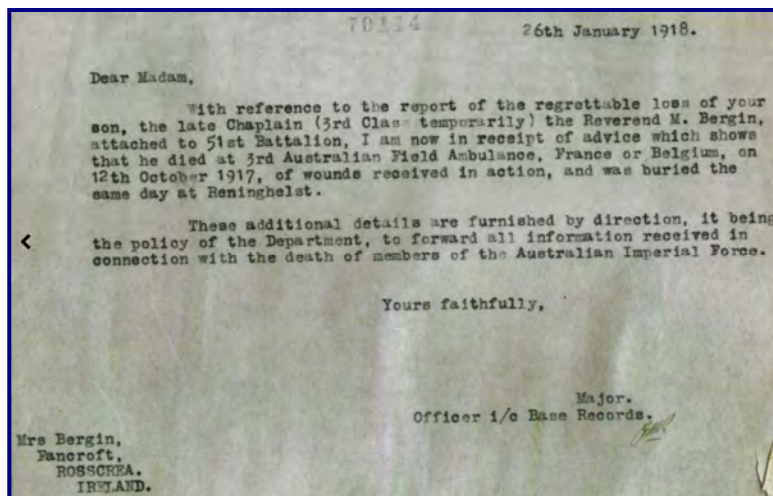 70114
26th January 1918.
Dear Madam,
With reference to the report of the regrettable loss of your
son, the late Chaplain (3rd Class temporarily) the Reverend M. Bergin,
attached to 51st Battalion, I am now in receipt of advice which shows
that he died at 3rd Australian Field Ambulance, France or Belgium, on
12th October 1917, of wounds received in action, and was buried the
same day at Reninghelst.
These additional details are furnished by direction, it being
the policy of the Department, to forward all information received in
connection with the death of members of the Australian Imperial Force.
Yours faithfully,
Major.
Officer i/c Base Records.
Mrs Bergin,
Fancroft,
ROSSCREA.
IRELAND.